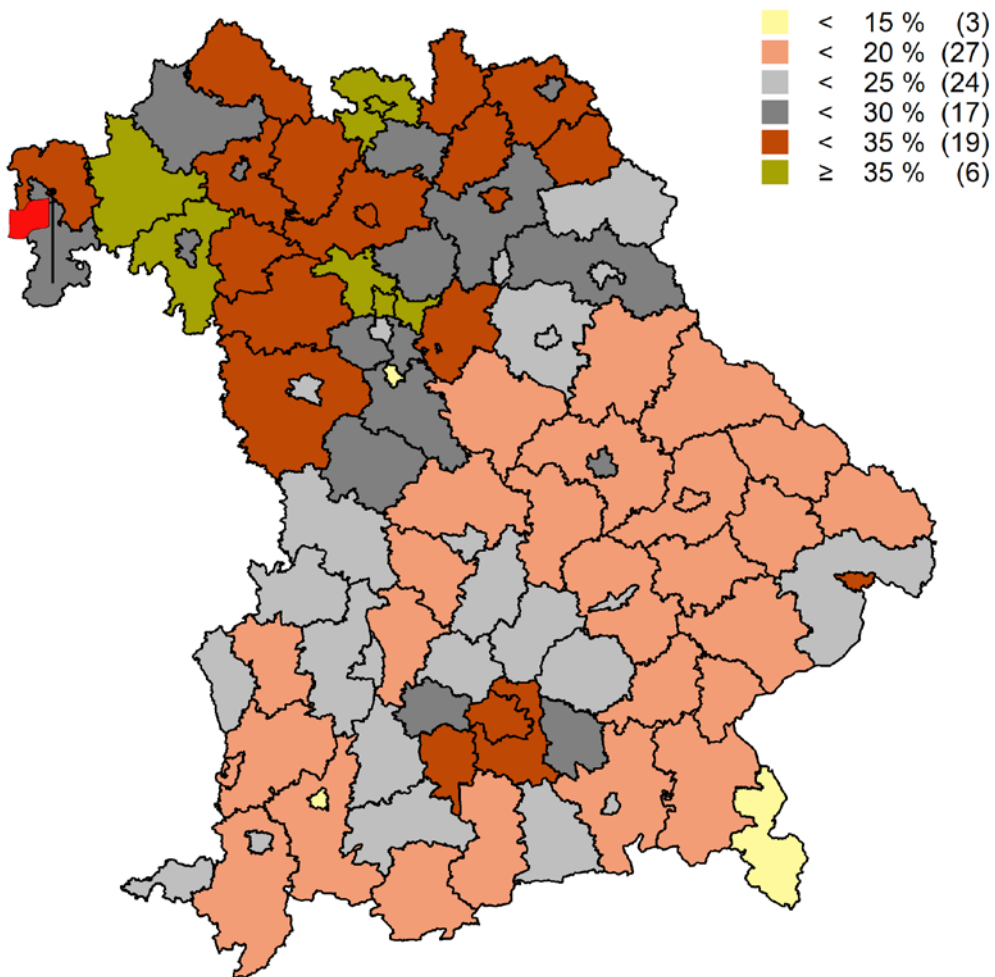 < 15 % (3)
< 20 % (27)
< 25 % (24)
< 30 % (17)
< 35 % (19)
≥ 35 % (6)